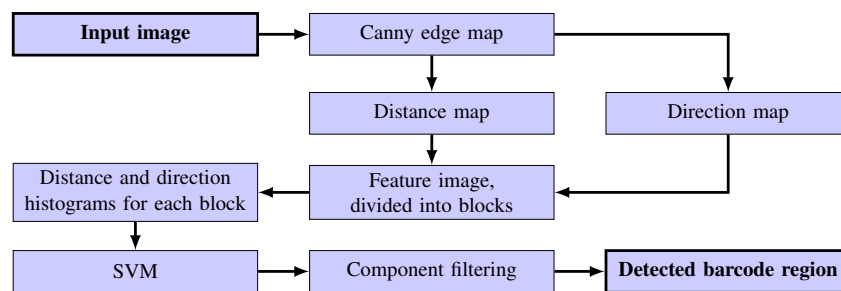 Input image
Canny edge map
Distance map
Direction map
Distance and direction
histograms for each block
Feature image,
divided into blocks
SVM
Component filtering
Detected barcode region